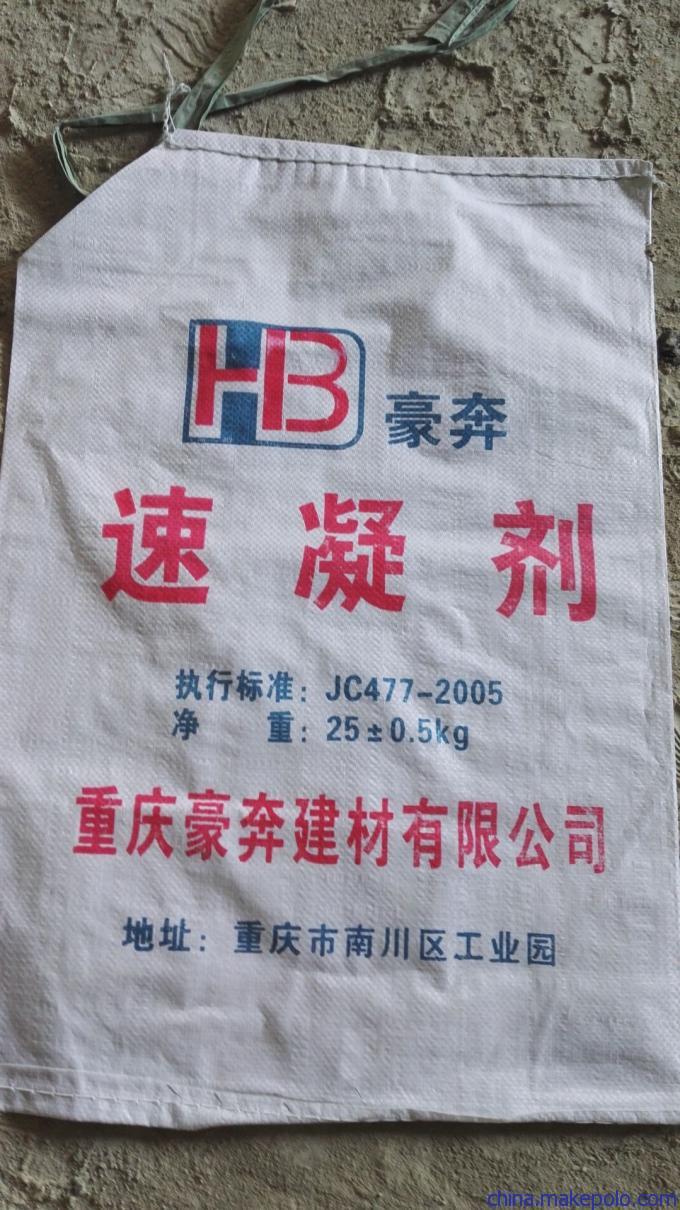 HB 豪奔
速凝剂
执行标准：JC477-2005
净 重：25±0.5kg
重庆豪奔建材有限公司
地址：重庆市南川区工业园
china.makepolo.com